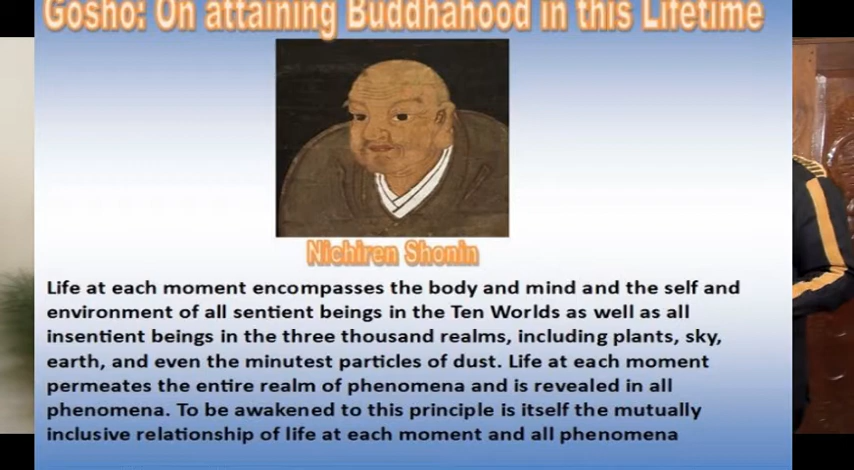 Gosho: On attaining Buddhahood in this Lifetime
Nichiren Shonin
Life at each moment encompasses the body and mind and the self and
environment of all sentient beings in the Ten Worlds as well as all
insentient beings in the three thousand realms, including plants, sky,
earth, and even the minutest particles of dust. Life at each moment
permeates the entire realm of phenomena and is revealed in all
phenomena. To be awakened to this principle is itself the mutually
inclusive relationship of life at each moment and all phenomena